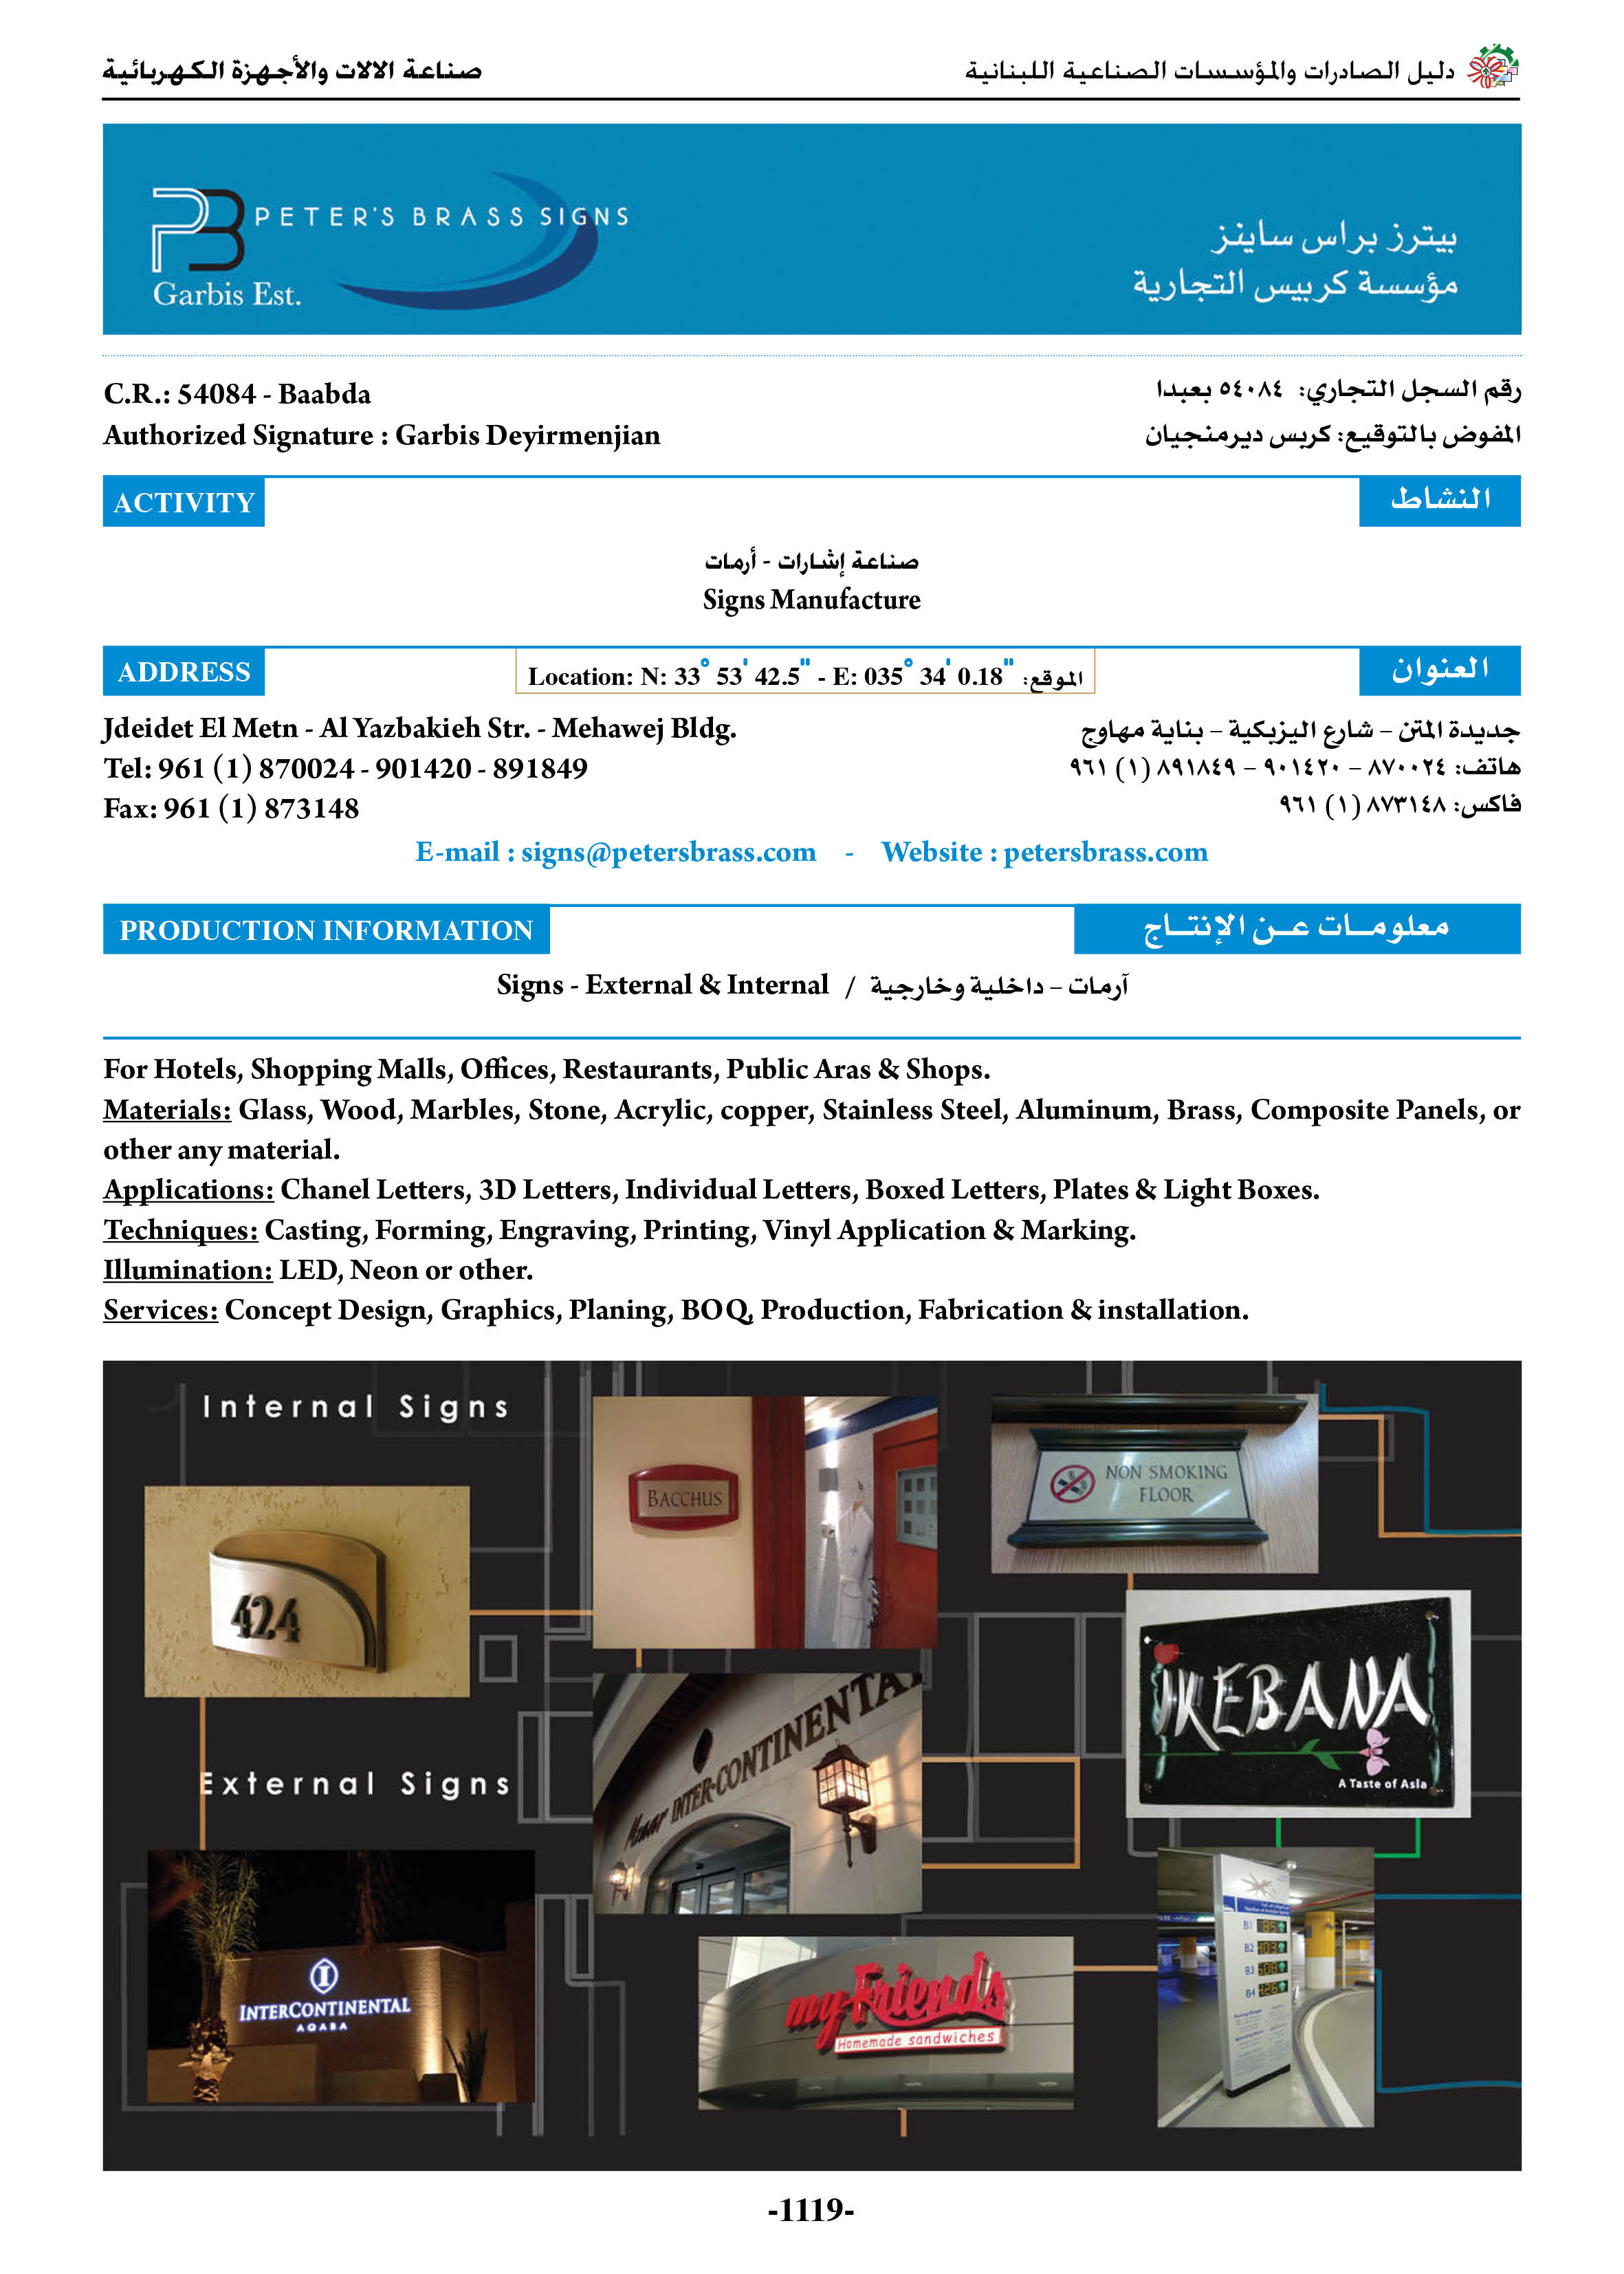 دليل الصادرات والمؤسسات الصناعية اللبنانية
صناعة الالات والأجهزة الكهربائية
PB PETER'S BRASS SIGNS
Garbis Est.
بيترز براس ساينز
مؤسسة كربيس التجارية
C.R.: 54084 - Baabda
رقم السجل التجاري: ٥٤٠٨٤ بعبدا
Authorized Signature : Garbis Deyirmenjian
المفوض بالتوقيع: كربس ديرمنجيان
ACTIVITY
النشاط
صناعة إشارات - أرمات
Signs Manufacture
ADDRESS
Location: N: 33° 53' 42.5" - E: 035° 34' 0.18" :الموقع
العنوان
Jdeidet El Metn - Al Yazbakieh Str. - Mehawej Bldg.
جديدة المتن – شارع اليزبكية – بناية مهاوج
Tel: 961 (1) 870024 - 901420 - 891849
هاتف: ٨٧٠٠٢٤ – ٩٠١٤٢٠ – ٨٩١٨٤٩ (١) ٩٦١
Fax: 961 (1) 873148
فاكس: ٨٧٣١٤٨ (١) ٩٦١
E-mail : signs@petersbrass.com - Website : petersbrass.com
PRODUCTION INFORMATION
معلومـات عـن الإنتـاج
Signs - External & Internal / آرمات – داخلية وخارجية
For Hotels, Shopping Malls, Offices, Restaurants, Public Aras & Shops.
Materials: Glass, Wood, Marbles, Stone, Acrylic, copper, Stainless Steel, Aluminum, Brass, Composite Panels, or
other any material.
Applications: Chanel Letters, 3D Letters, Individual Letters, Boxed Letters, Plates & Light Boxes.
Techniques: Casting, Forming, Engraving, Printing, Vinyl Application & Marking.
Illumination: LED, Neon or other.
Services: Concept Design, Graphics, Planing, BOQ, Production, Fabrication & installation.
Internal Signs
BACCHUS
NON SMOKING
FLOOR
424
IKEBANA
A Taste of Asia
INTER·CONTINENTAL
External Signs
INTERCONTINENTAL
AQABA
my Friends
Homemade sandwiches
B1
B2
B3
B4
-1119-